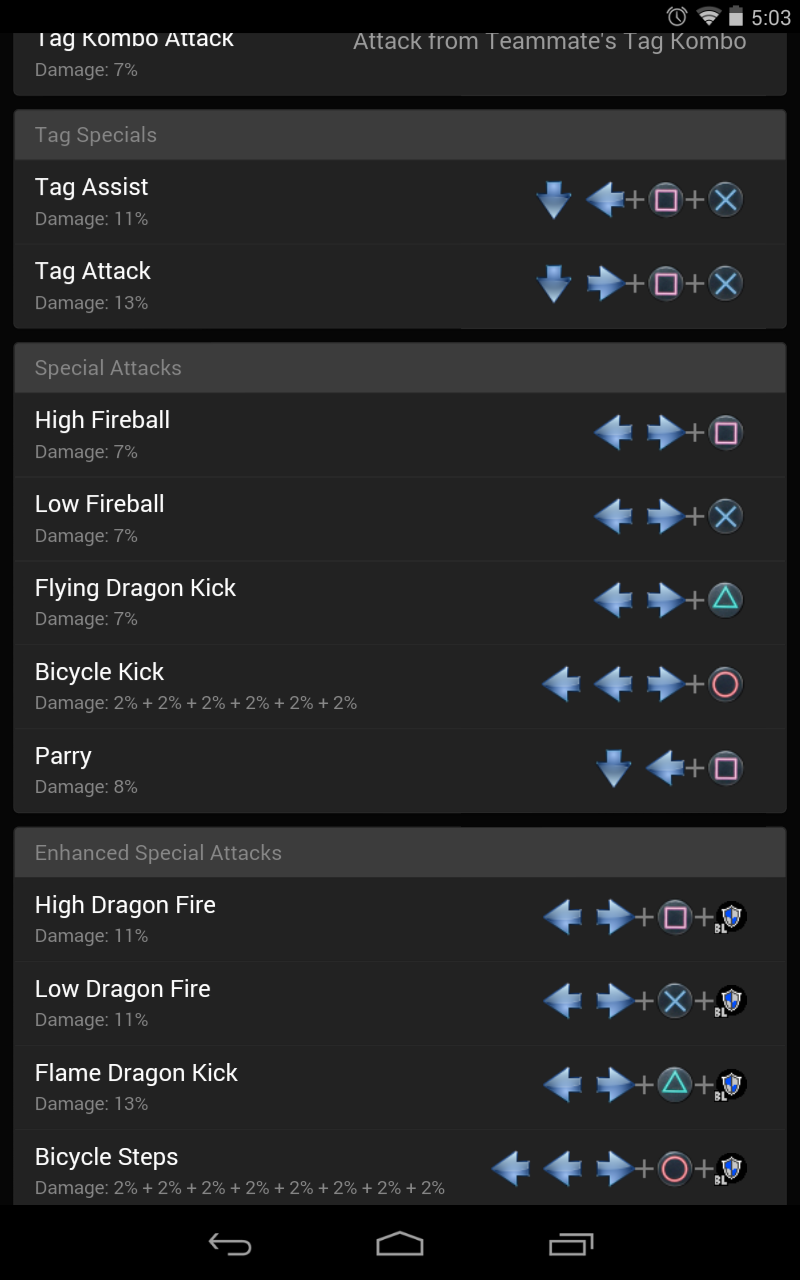 5:03
Tag Kombo Attack
Attack from Teammate's Tag Kombo
Damage: 7%
Tag Specials
Tag Assist
+ +
Damage: 11%
Tag Attack
+ +
Damage: 13%
Special Attacks
High Fireball
+
Damage: 7%
Low Fireball
+
Damage: 7%
Flying Dragon Kick
+
Damage: 7%
Bicycle Kick
+
Damage: 2% + 2% + 2% + 2% + 2% + 2%
Parry
+
Damage: 8%
Enhanced Special Attacks
High Dragon Fire
+ + BL
Damage: 11%
Low Dragon Fire
+ + BL
Damage: 11%
Flame Dragon Kick
+ + BL
Damage: 13%
Bicycle Steps
+ + BL
Damage: 2% + 2% + 2% + 2% + 2% + 2% + 2% + 2%